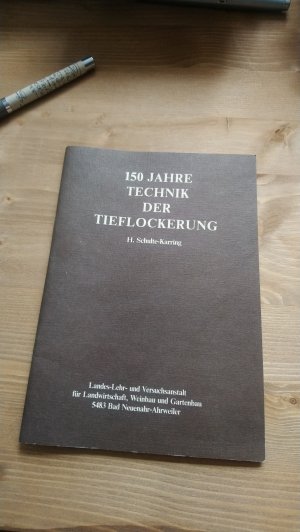 150 JAHRE
TECHNIK
DER
TIEFLOCKERUNG
H. Schulte-Karring
Landes-Lehr- und Versuchsanstalt
für Landwirtschaft, Weinbau und Gartenbau
5483 Bad Neuenahr-Ahrweiler